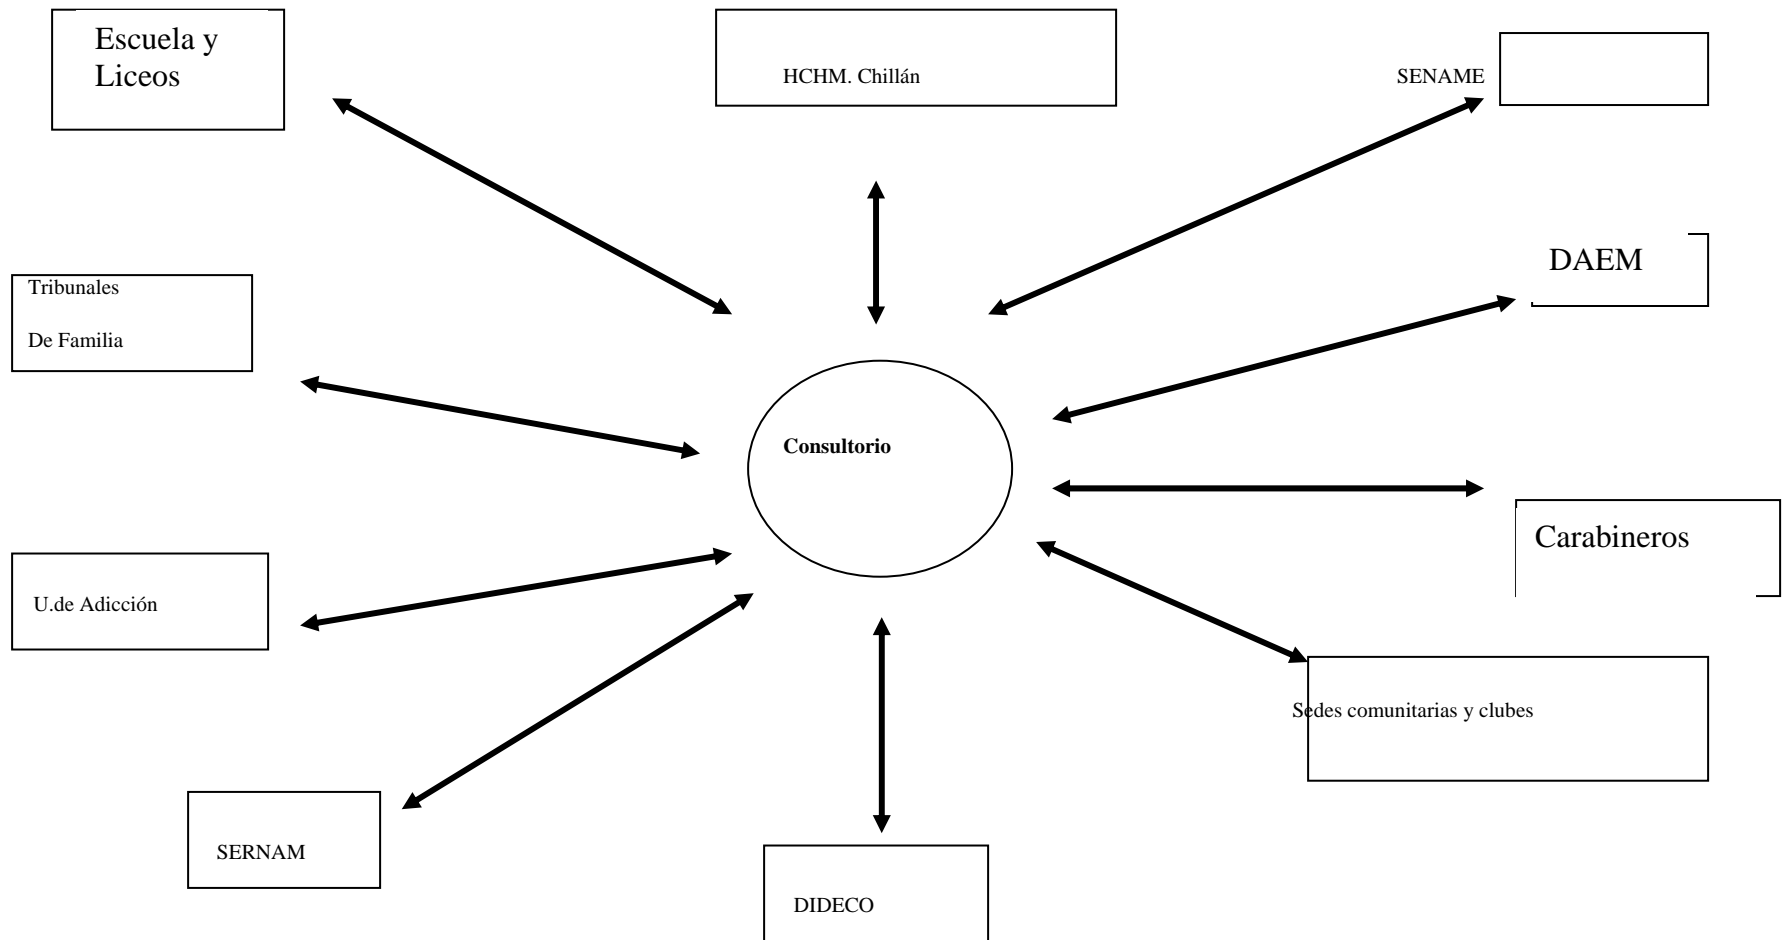 Escuela y
Liceos
HCHM. Chillán
SENAME
DAEM
Tribunales
De Familia
Consultorio
Carabineros
U.de Adicción
Sedes comunitarias y clubes
SERNAM
DIDECO